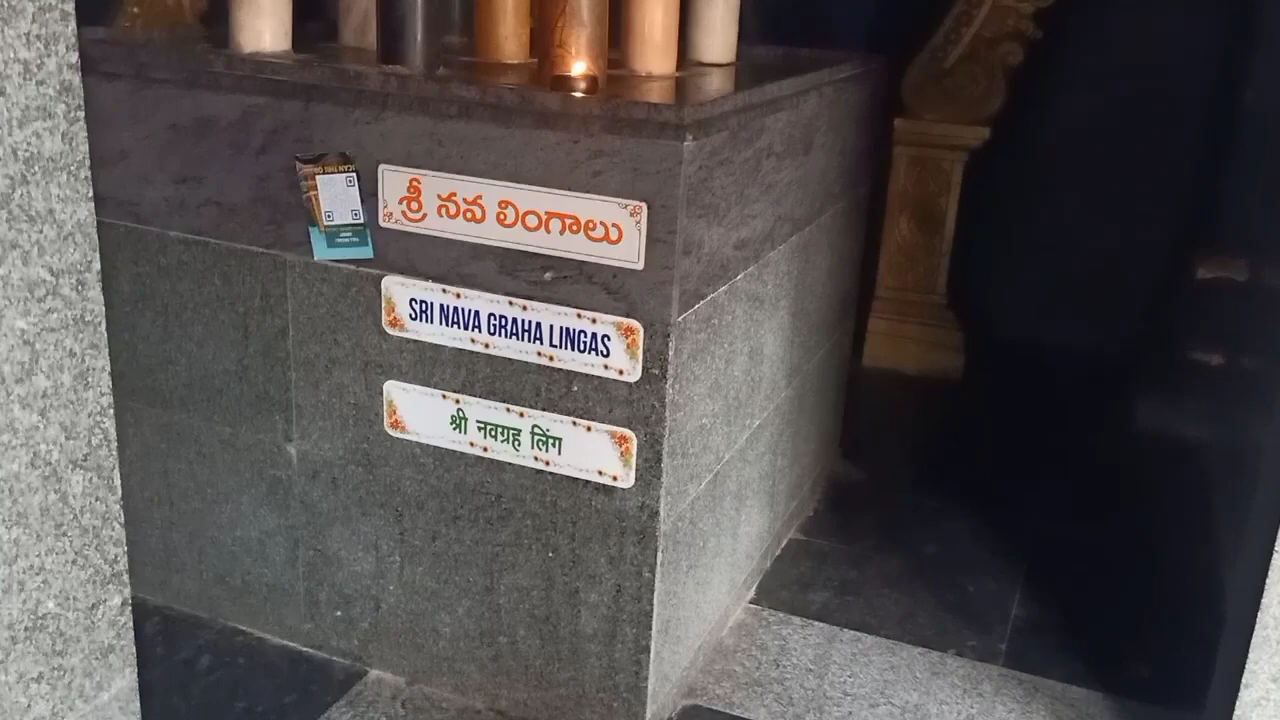 శ్రీ నవ లింగాలు
SRI NAVA GRAHA LINGAS
श्री नवग्रह लिंग